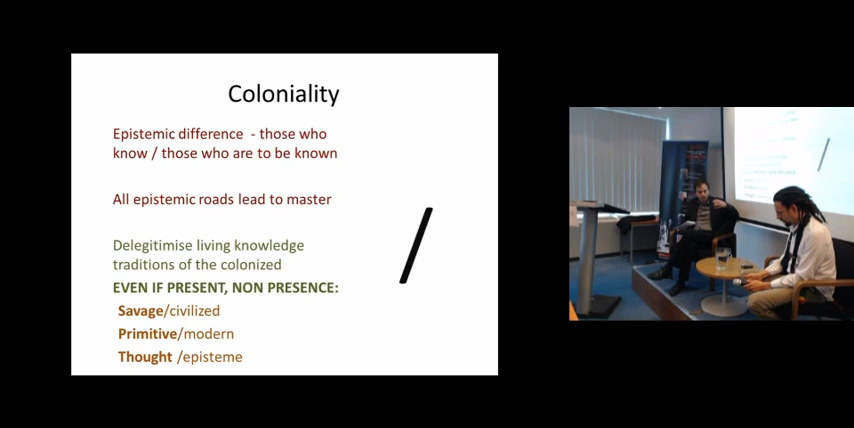 Coloniality
Epistemic difference - those who
know / those who are to be known
All epistemic roads lead to master
/
Delegitimise living knowledge
traditions of the colonized
EVEN IF PRESENT, NON PRESENCE:
Savage/civilized
Primitive/modern
Thought /episteme